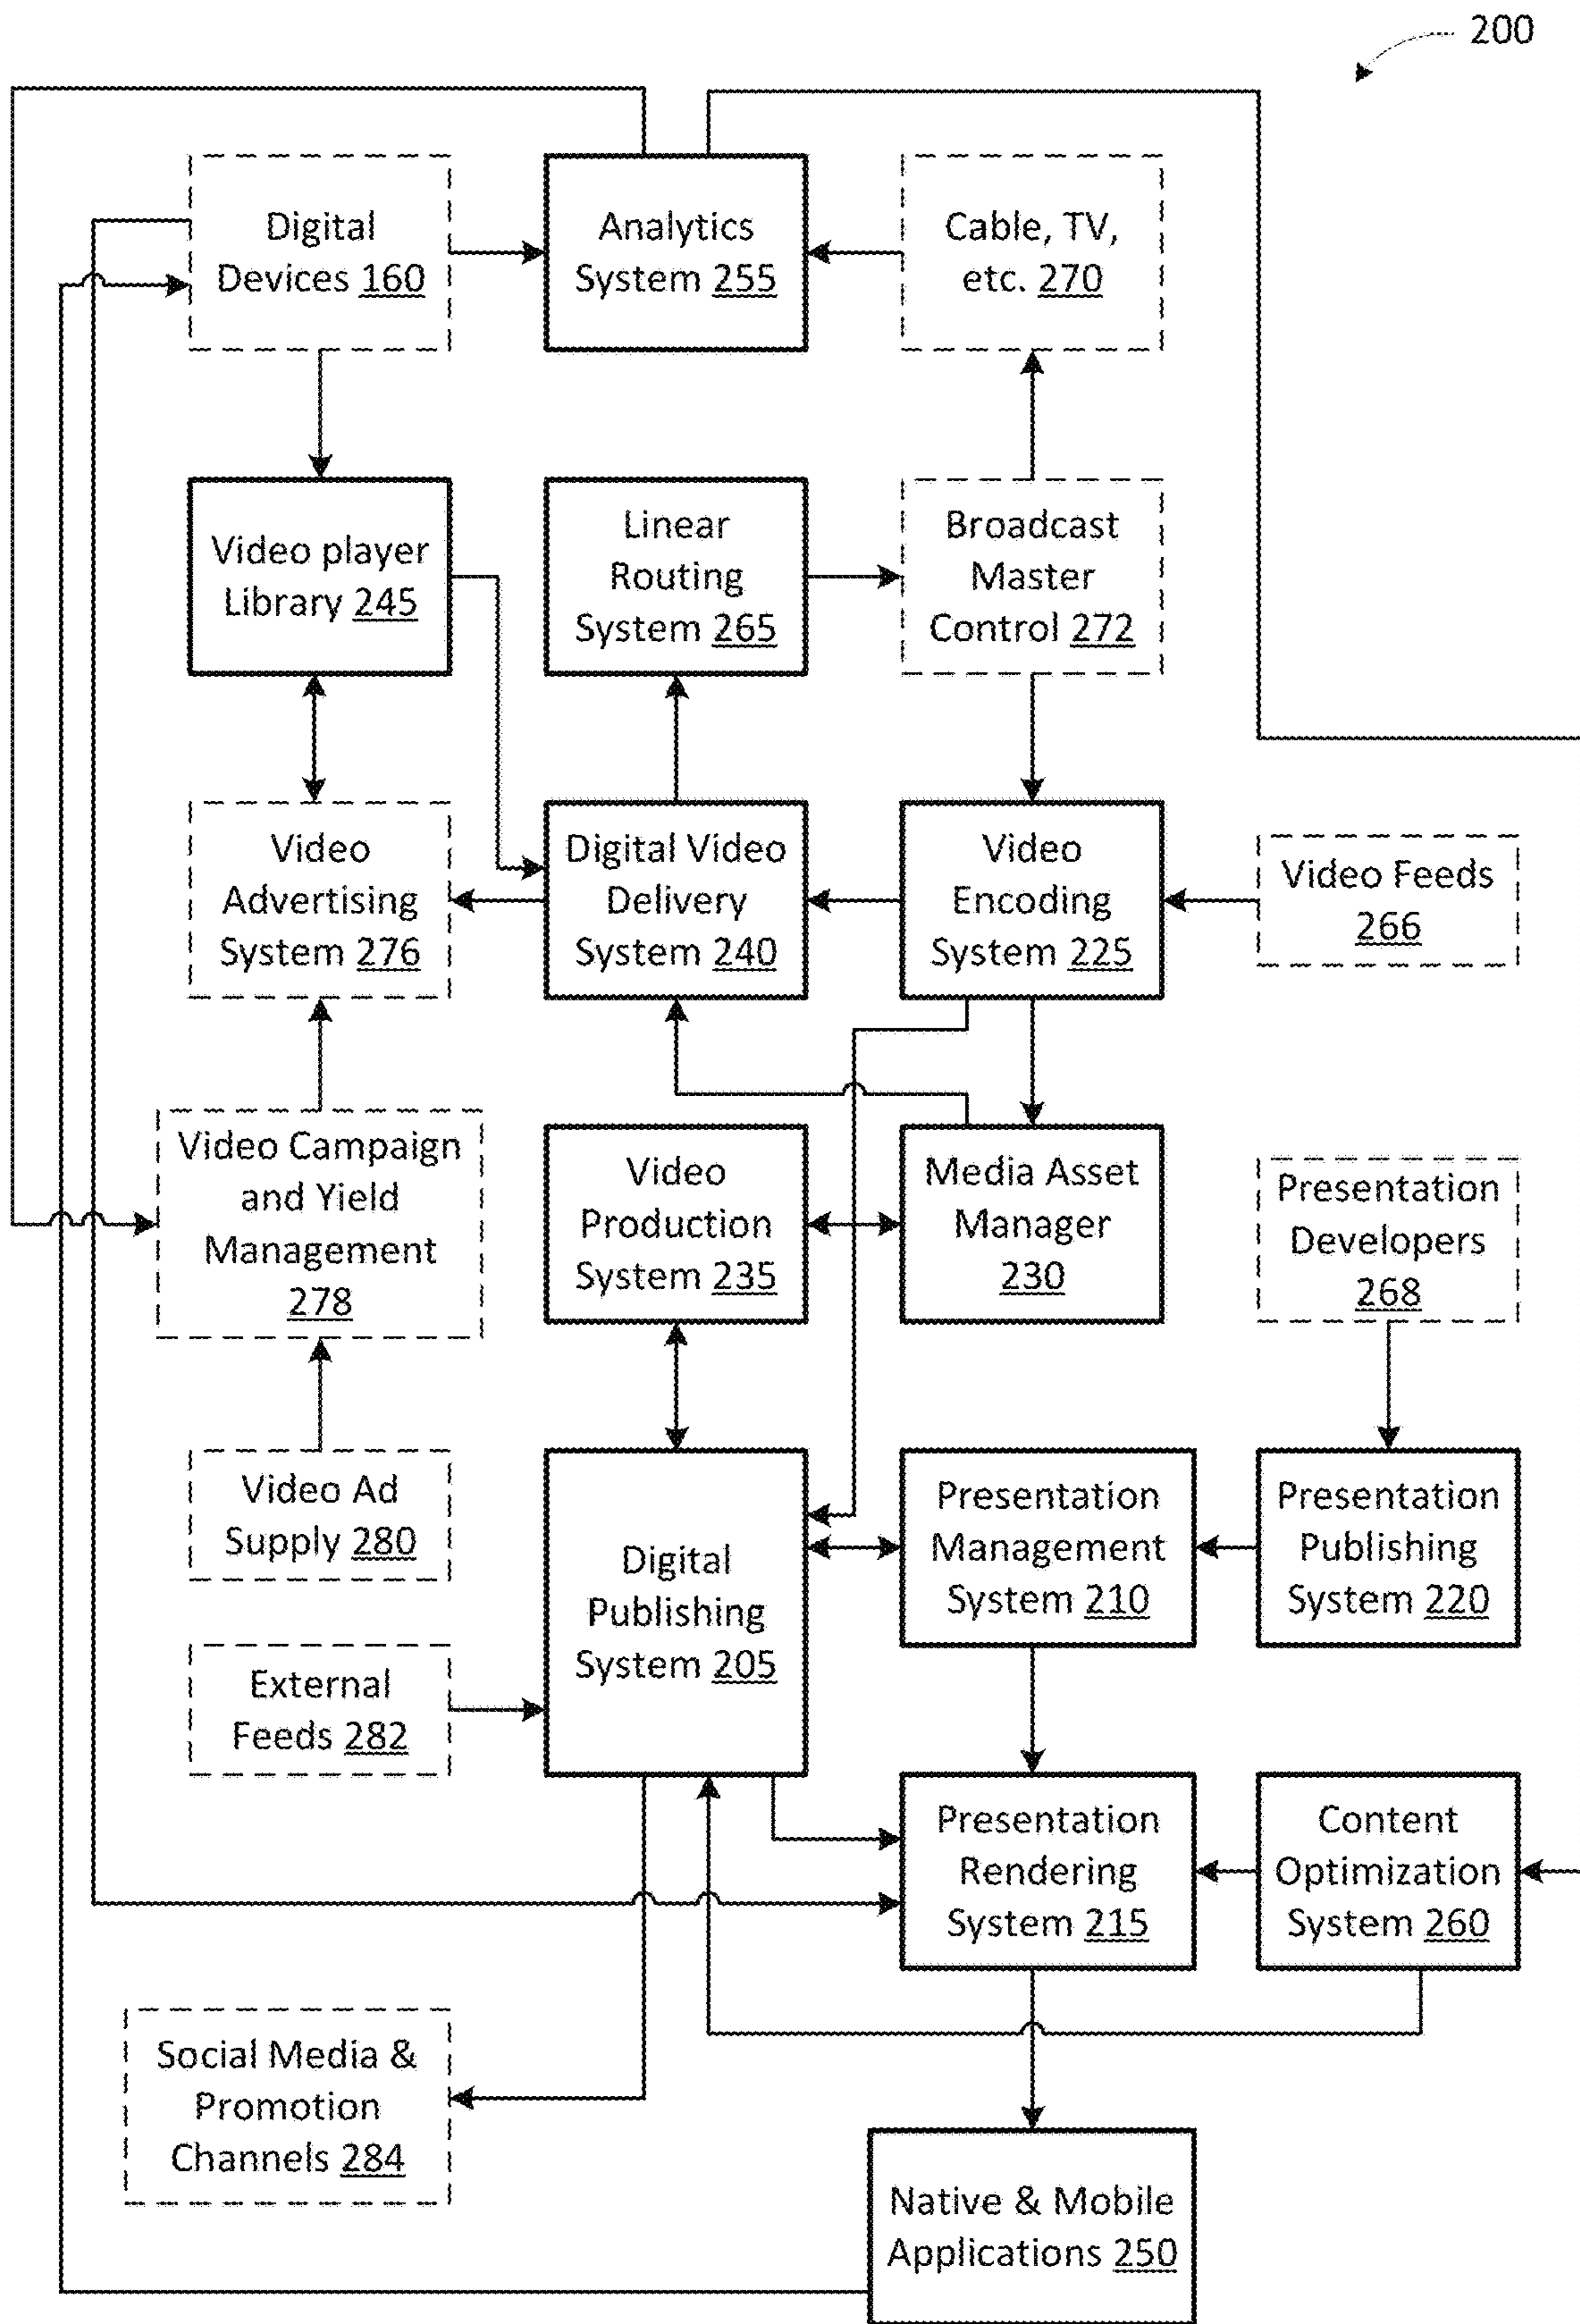 200
Digital
Devices 160
Analytics
System 255
Cable, TV,
etc. 270
Video player
Library 245
Linear
Routing
System 265
Broadcast
Master
Control 272
Video
Advertising
System 276
Digital Video
Delivery
System 240
Video
Encoding
System 225
Video Feeds
266
Video Campaign
and Yield
Management
278
Video
Production
System 235
Media Asset
Manager
230
Presentation
Developers
268
Video Ad
Supply 280
Digital
Publishing
System 205
Presentation
Management
System 210
Presentation
Publishing
System 220
External
Feeds 282
Presentation
Rendering
System 215
Content
Optimization
System 260
Social Media &
Promotion
Channels 284
Native & Mobile
Applications 250